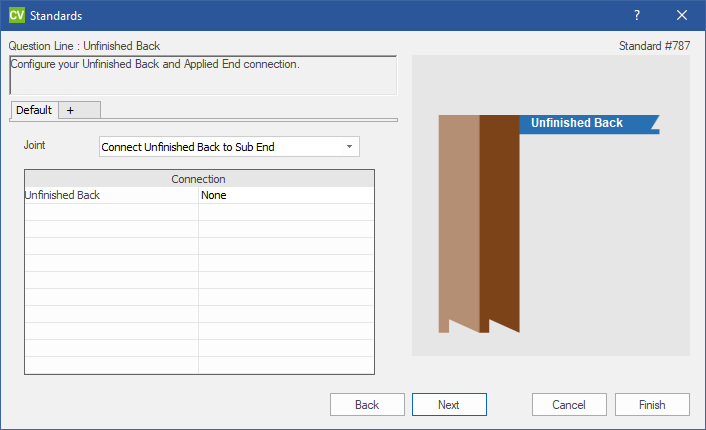 CV Standards ? ✕
Question Line : Unfinished Back Standard #787
Configure your Unfinished Back and Applied End connection.
Default +
Unfinished Back
Joint Connect Unfinished Back to Sub End
Connection
Unfinished Back None
Back Next Cancel Finish